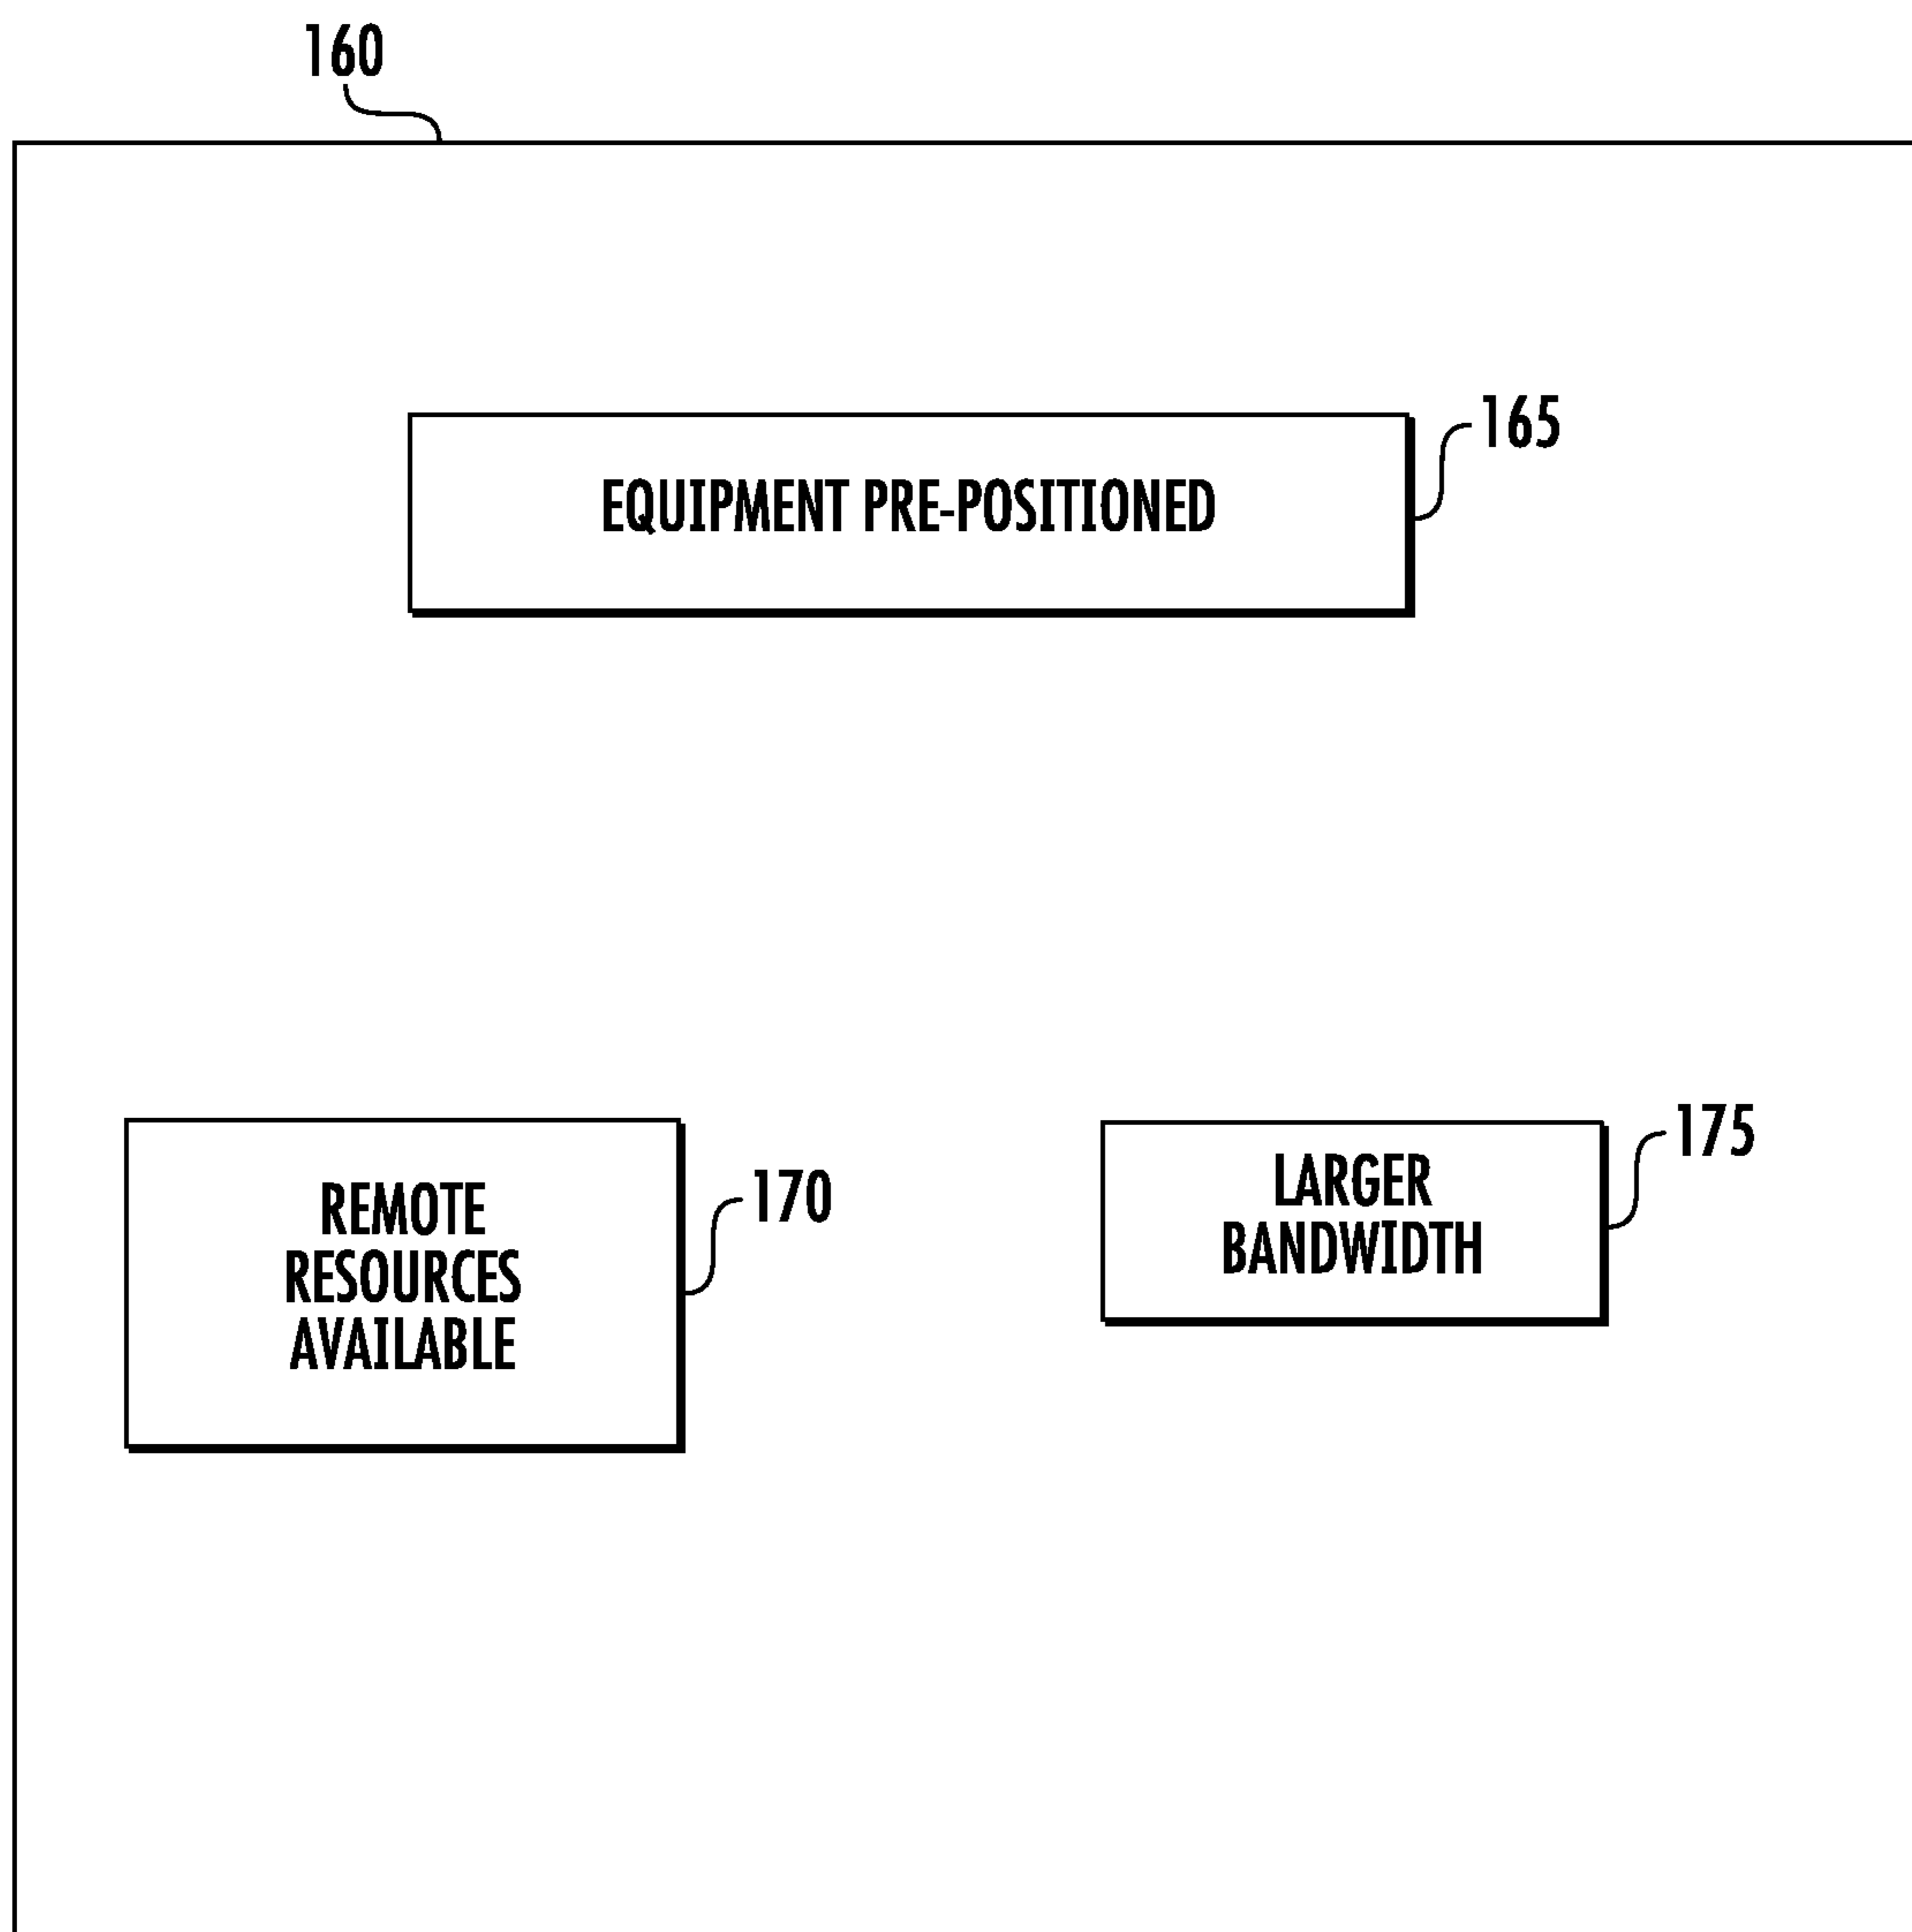 160
165
EQUIPMENT PRE-POSITIONED
170
REMOTE
RESOURCES
AVAILABLE
175
LARGER
BANDWIDTH